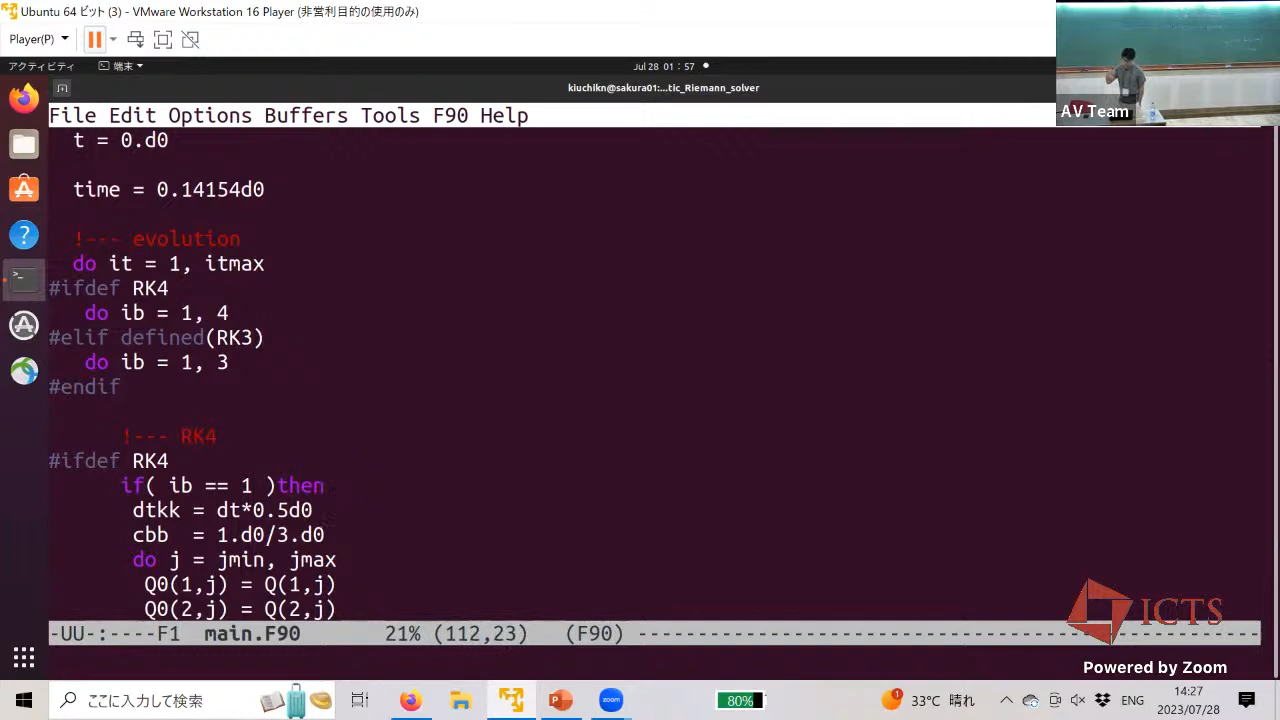 Ubuntu 64 ビット (3) - VMware Workstation 16 Player (非営利目的の使用のみ)
Player(P)
アクティビティ 端末 Jul 28 01:57
kiuchikn@sakura01:...tic_Riemann_solver
AV Team
File Edit Options Buffers Tools F90 Help
t = 0.d0
time = 0.14154d0
!--- evolution
do it = 1, itmax
#ifdef RK4
do ib = 1, 4
#elif defined(RK3)
do ib = 1, 3
#endif
!--- RK4
#ifdef RK4
if( ib == 1 )then
dtkk = dt*0.5d0
cbb = 1.d0/3.d0
do j = jmin, jmax
Q0(1,j) = Q(1,j)
Q0(2,j) = Q(2,j)
-UU-:----F1 main.F90 21% (112,23) (F90) ----------------------------------------------------
ICTS
Powered by Zoom
ここに入力して検索
zoom
80%
1
33°C 晴れ
ENG
14:27
2023/07/28